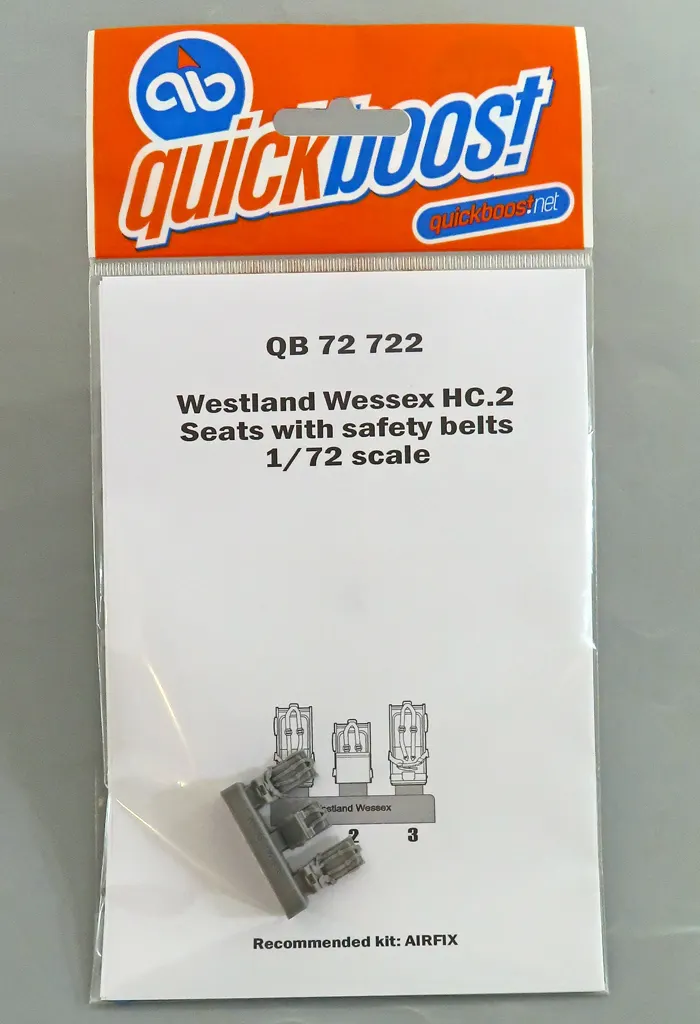 qb
quickboost
quickboost.net
QB 72 722
Westland Wessex HC.2
Seats with safety belts
1/72 scale
stland Wessex
2 3
Recommended kit: AIRFIX